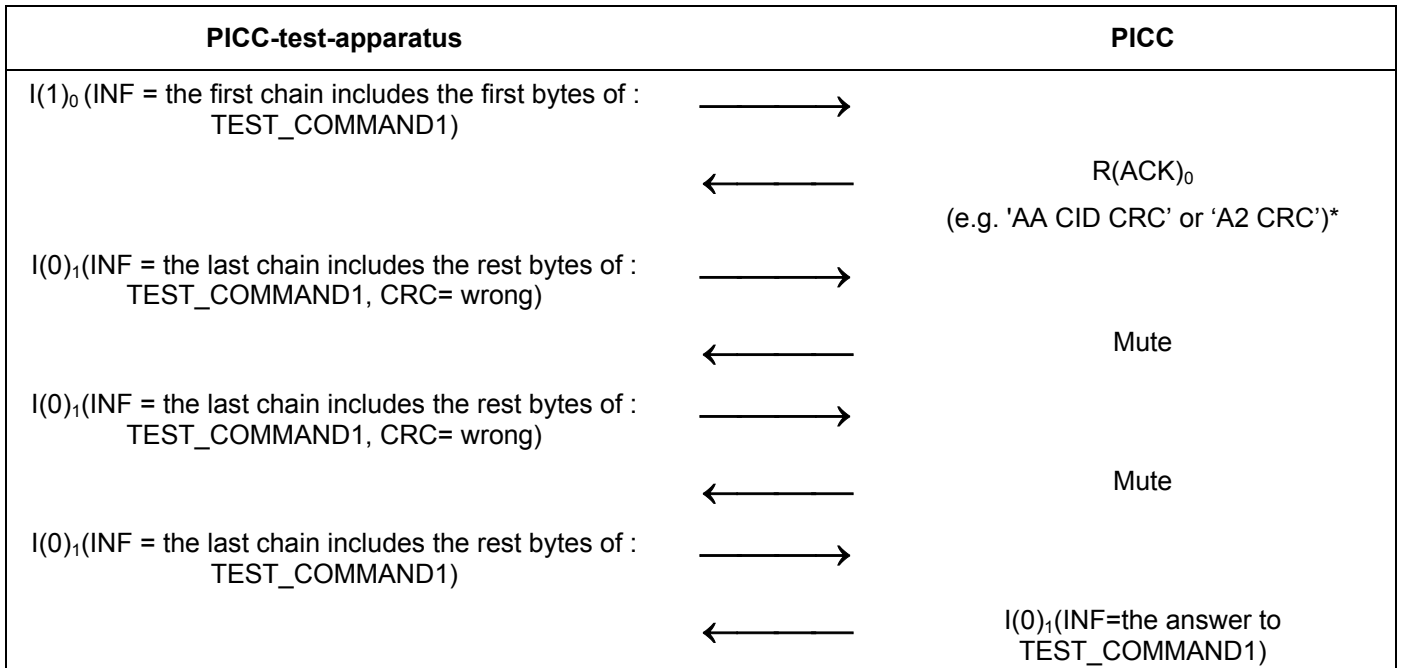 PICC-test-apparatus PICC
I(1)₀ (INF = the first chain includes the first bytes of :
TEST_COMMAND1)
R(ACK)₀
(e.g. 'AA CID CRC' or ‘A2 CRC’)*
I(0)₁(INF = the last chain includes the rest bytes of :
TEST_COMMAND1, CRC= wrong)
Mute
I(0)₁(INF = the last chain includes the rest bytes of :
TEST_COMMAND1, CRC= wrong)
Mute
I(0)₁(INF = the last chain includes the rest bytes of :
TEST_COMMAND1)
I(0)₁(INF=the answer to
TEST_COMMAND1)